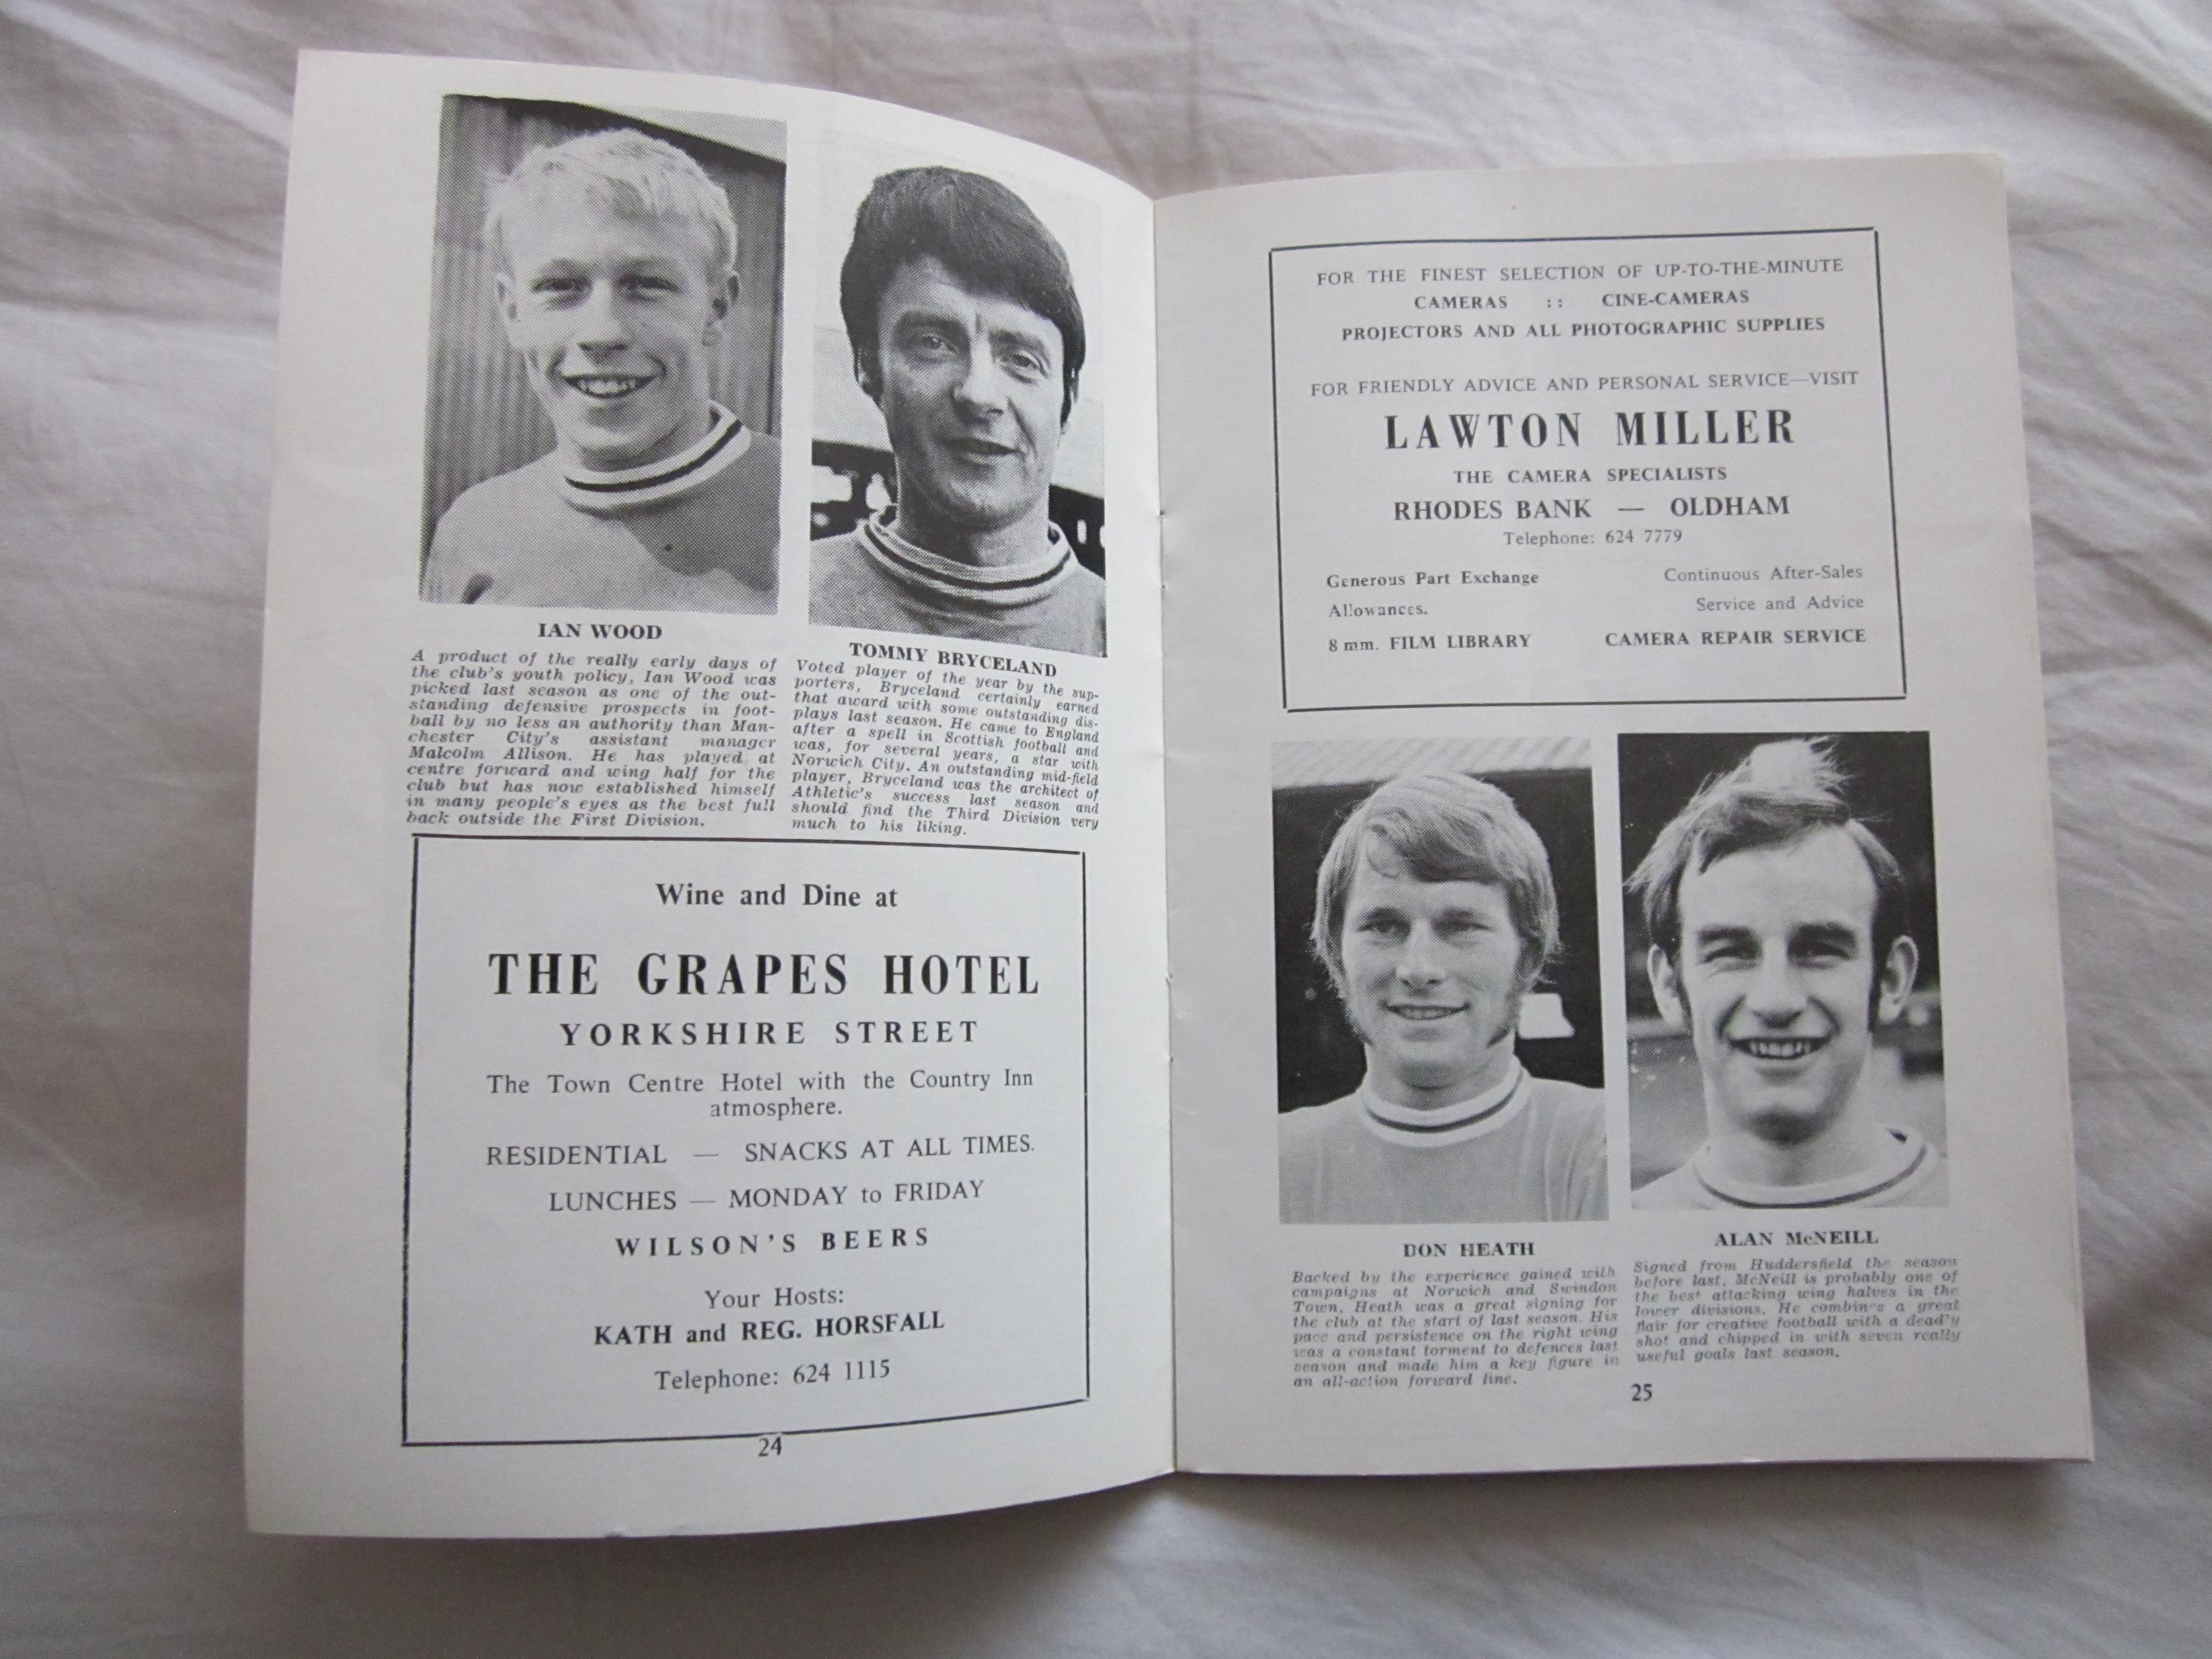 IAN WOOD
A product of the really early days of
the club's youth policy, Ian Wood was
picked last season as one of the out-
standing defensive prospects in foot-
ball by no less an authority than Man-
chester City's assistant manager
Malcolm Allison. He has played at
centre forward and wing half for the
club but has now established himself
in many people's eyes as the best full
back outside the First Division.
TOMMY BRYCELAND
Voted player of the year by the sup-
porters, Bryceland certainly earned
that award with some outstanding dis-
plays last season. He came to England
after a spell in Scottish football and
was, for several years, a star with
Norwich City. An outstanding mid-field
player, Bryceland was the architect of
Athletic's success last season and
should find the Third Division very
much to his liking.
Wine and Dine at
THE GRAPES HOTEL
YORKSHIRE STREET
The Town Centre Hotel with the Country Inn
atmosphere.
RESIDENTIAL — SNACKS AT ALL TIMES.
LUNCHES — MONDAY to FRIDAY
WILSON'S BEERS
Your Hosts:
KATH and REG. HORSFALL
Telephone: 624 1115
24
FOR THE FINEST SELECTION OF UP-TO-THE-MINUTE
CAMERAS :: CINE-CAMERAS
PROJECTORS AND ALL PHOTOGRAPHIC SUPPLIES
FOR FRIENDLY ADVICE AND PERSONAL SERVICE—VISIT
LAWTON MILLER
THE CAMERA SPECIALISTS
RHODES BANK — OLDHAM
Telephone: 624 7779
Generous Part Exchange
Allowances.
8 mm. FILM LIBRARY
Continuous After-Sales
Service and Advice
CAMERA REPAIR SERVICE
DON HEATH
Backed by the experience gained with
campaigns at Norwich and Swindon
Town, Heath was a great signing for
the club at the start of last season. His
pace and persistence on the right wing
was a constant torment to defences last
season and made him a key figure in
an all-action forward line.
ALAN McNEILL
Signed from Huddersfield the season
before last, McNeill is probably one of
the best attacking wing halves in the
lower divisions. He combines a great
flair for creative football with a deadly
shot and chipped in with seven really
useful goals last season.
25